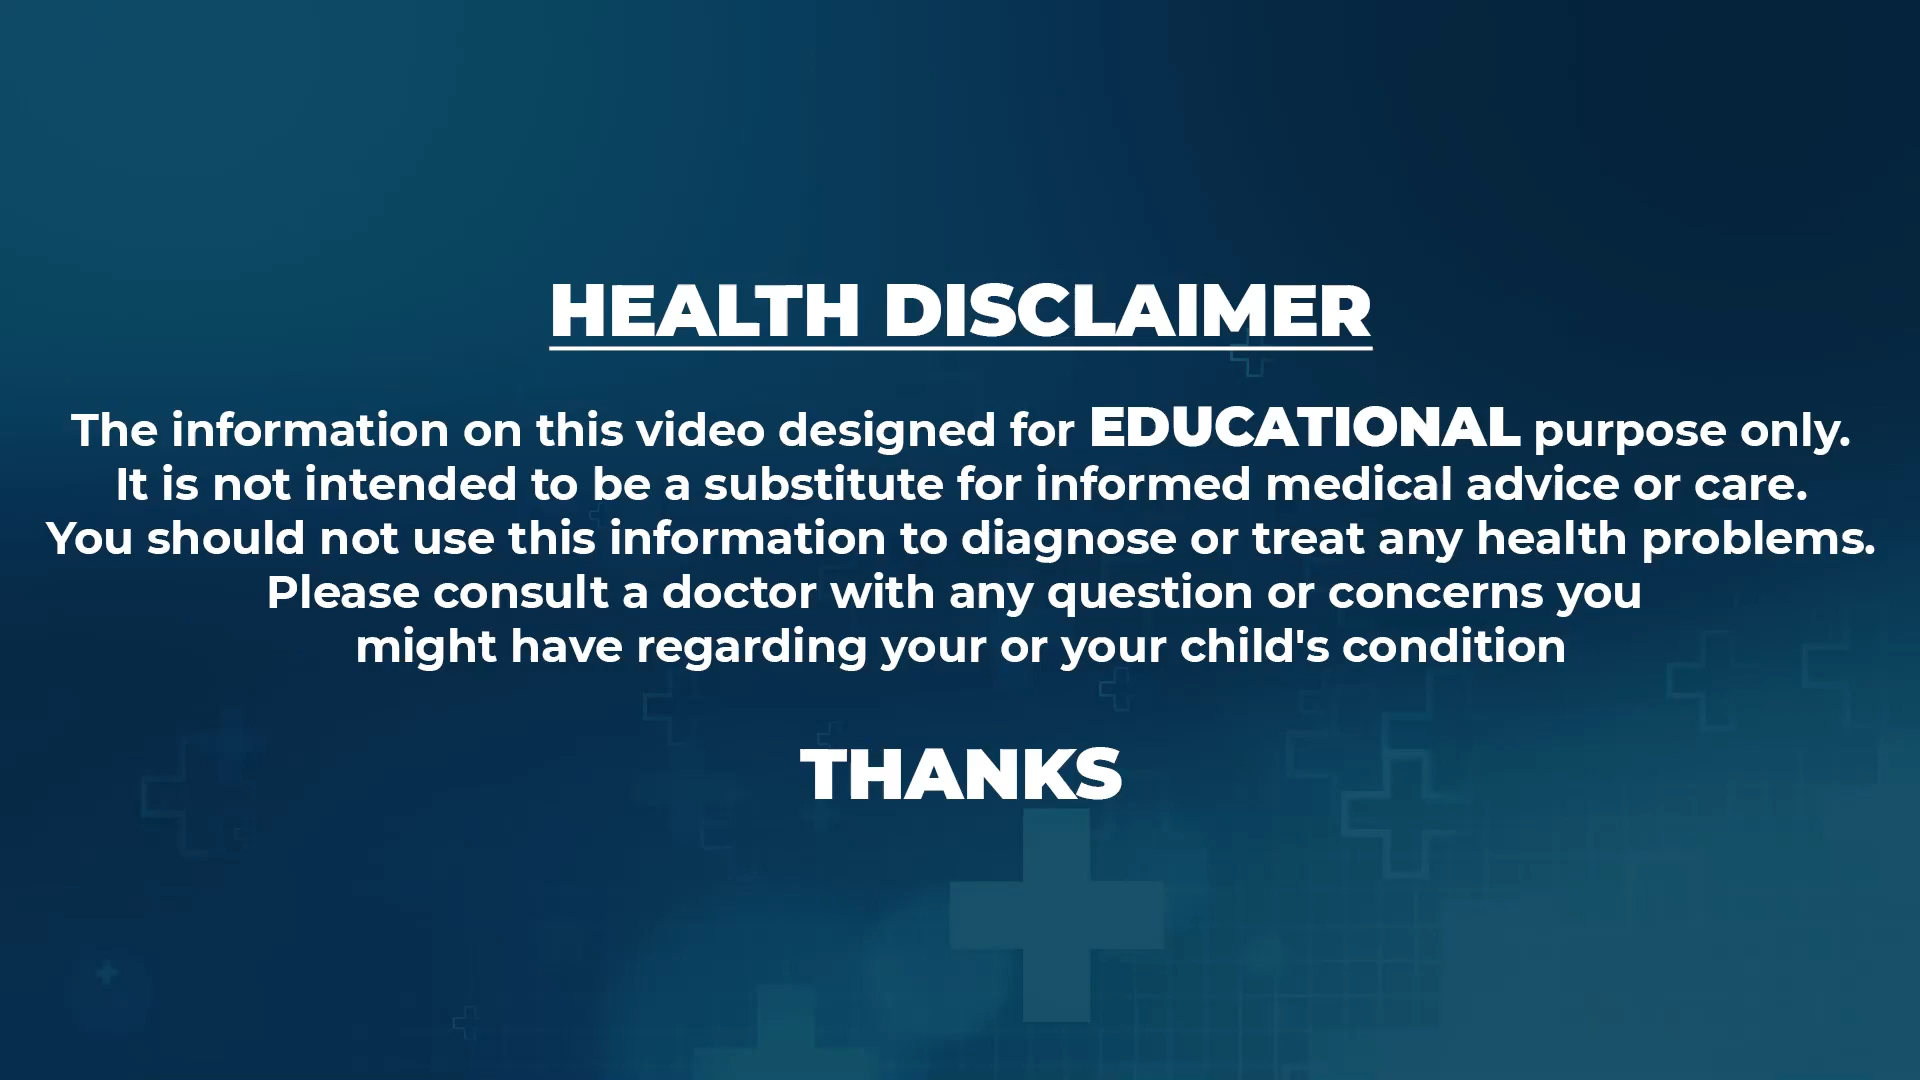 HEALTH DISCLAIMER
The information on this video designed for EDUCATIONAL purpose only.
It is not intended to be a substitute for informed medical advice or care.
You should not use this information to diagnose or treat any health problems.
Please consult a doctor with any question or concerns you
might have regarding your or your child's condition
THANKS